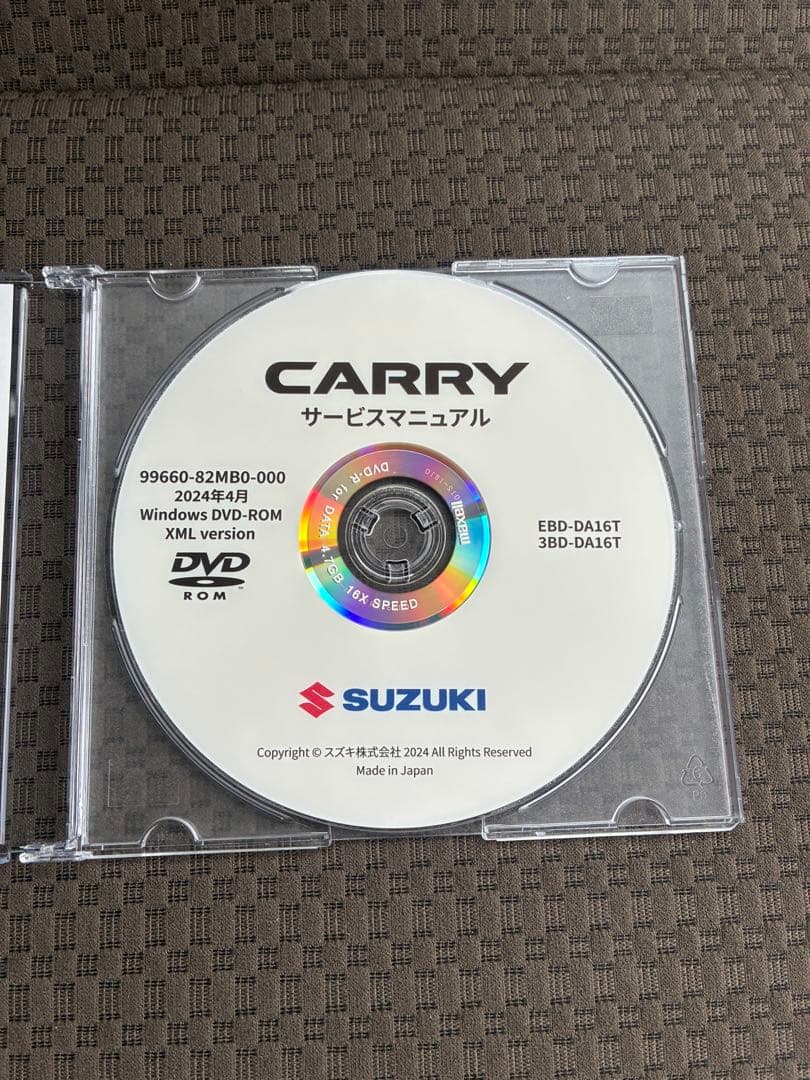 CARRY
サービスマニュアル
99660-82MB0-000
2024年4月
Windows DVD-ROM
XML version
DVD
ROM
TM
EBD-DA16T
3BD-DA16T
maxell
DVD-R for DATA 4.7GB 16X SPEED
SUZUKI
Copyright © スズキ株式会社 2024 All Rights Reserved
Made in Japan